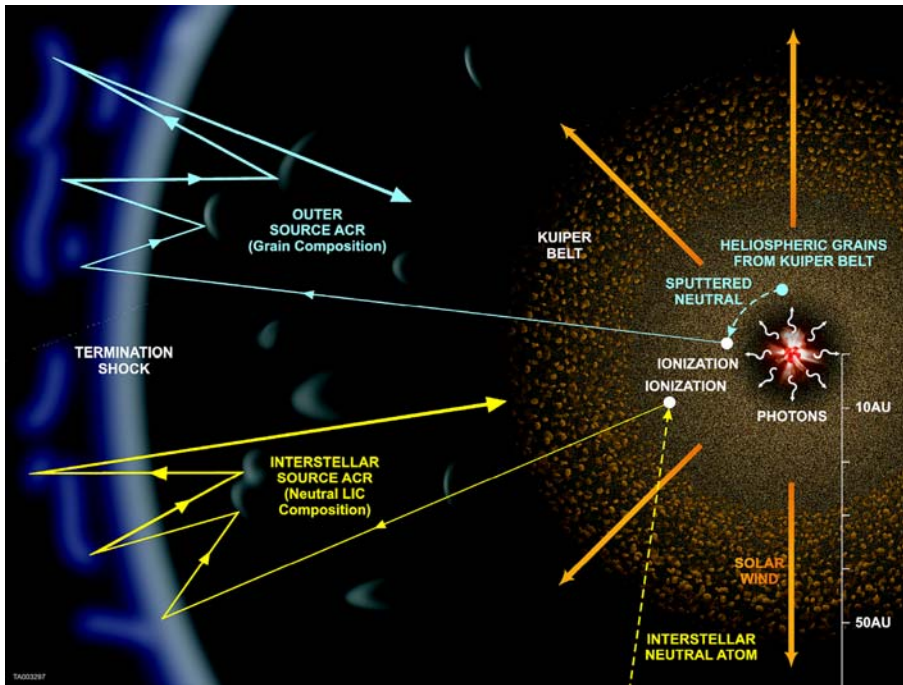 OUTER
SOURCE ACR
(Grain Composition)
KUIPER
BELT
HELIOSPHERIC GRAINS
FROM KUIPER BELT
SPUTTERED
NEUTRAL
TERMINATION
SHOCK
IONIZATION
IONIZATION
PHOTONS
10AU
INTERSTELLAR
SOURCE ACR
(Neutral LIC
Composition)
SOLAR
WIND
50AU
INTERSTELLAR
NEUTRAL ATOM
TA003297